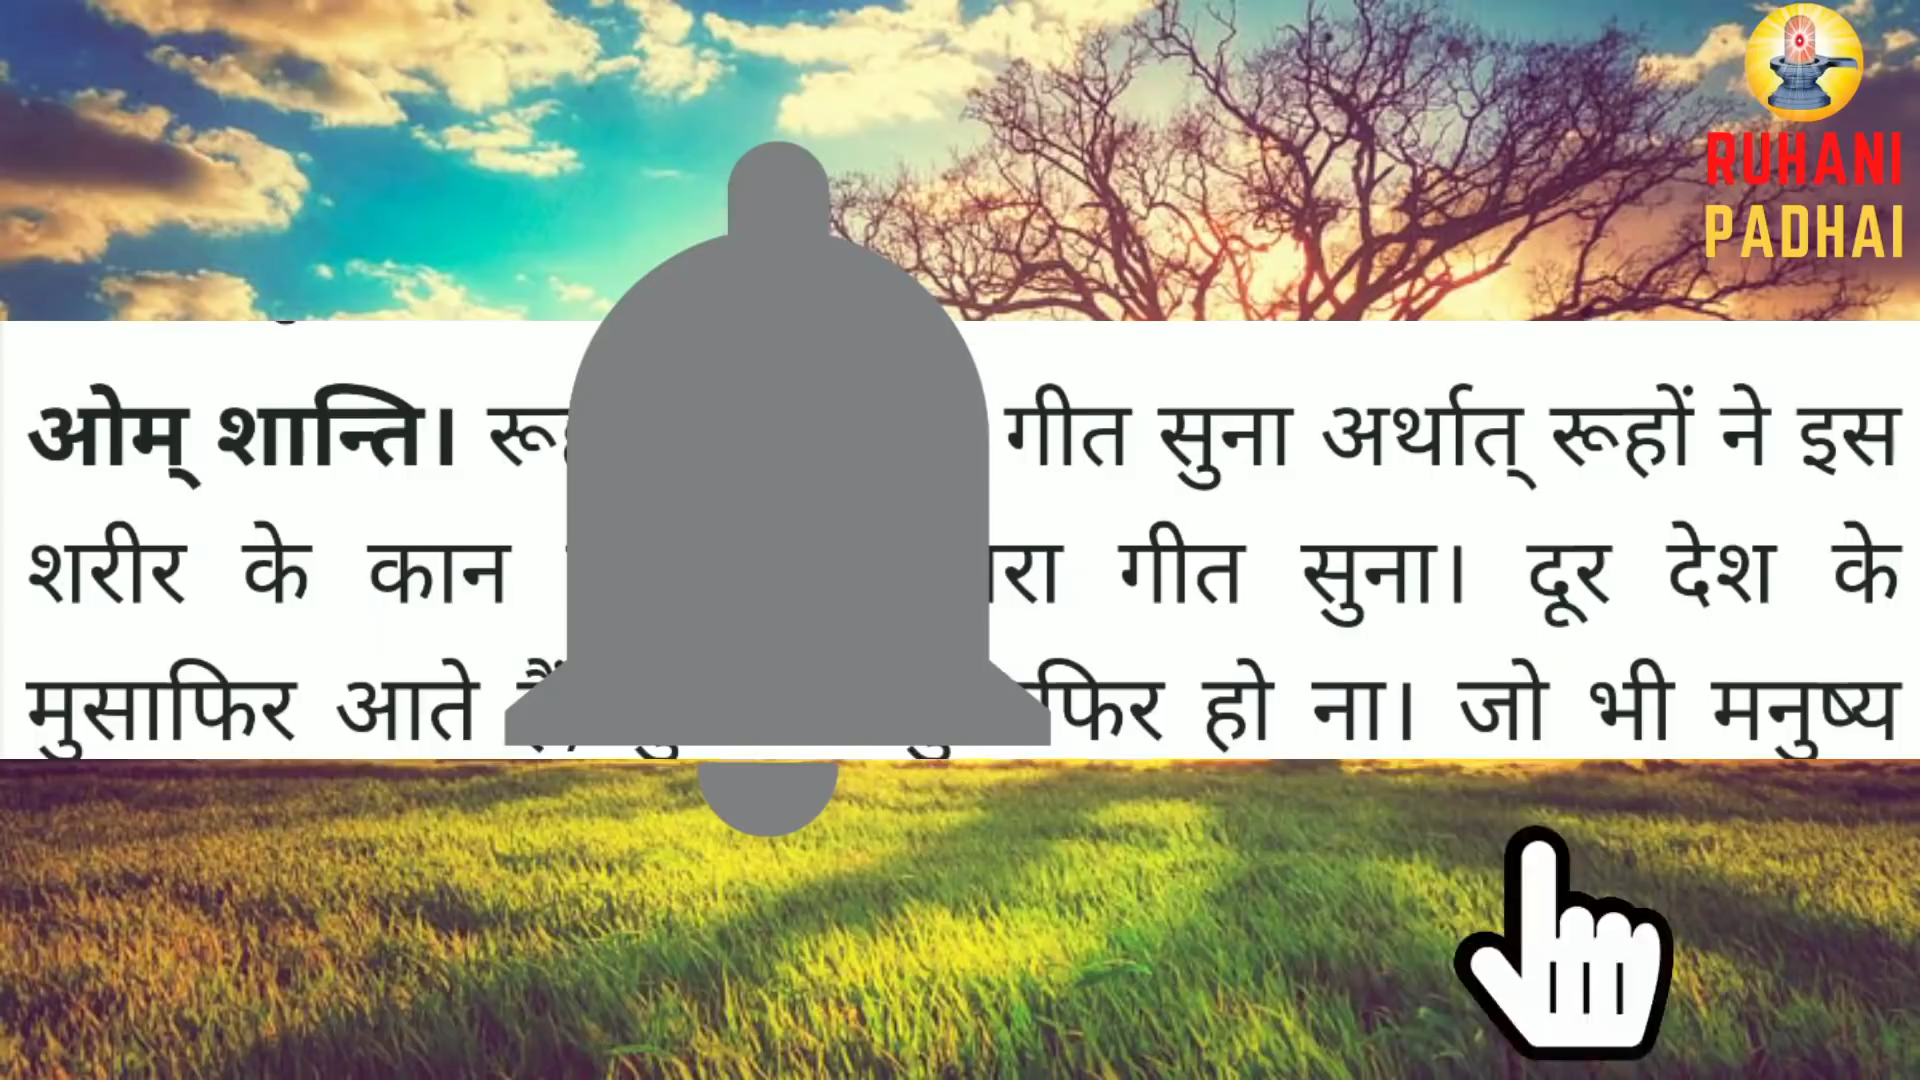 RUHANI
PADHAI
ओम् शान्ति। गीत सुना अर्थात् रूहों ने इस
शरीर के कान गीत सुना। दूर देश के
मुसाफिर आते हो ना। जो भी मनुष्य